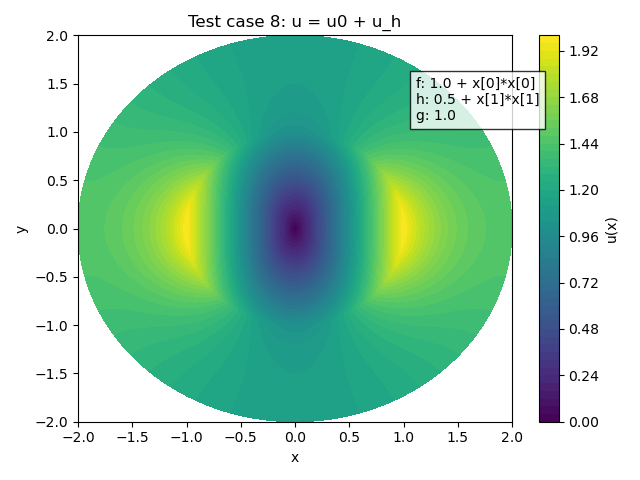 Test case 8: u = u0 + u_h
f: 1.0 + x[0]*x[0]
h: 0.5 + x[1]*x[1]
g: 1.0
2.0
1.5
1.0
0.5
0.0
−0.5
−1.0
−1.5
−2.0
y
−2.0 −1.5 −1.0 −0.5 0.0 0.5 1.0 1.5 2.0
x
1.92
1.68
1.44
1.20
0.96
0.72
0.48
0.24
0.00
u(x)